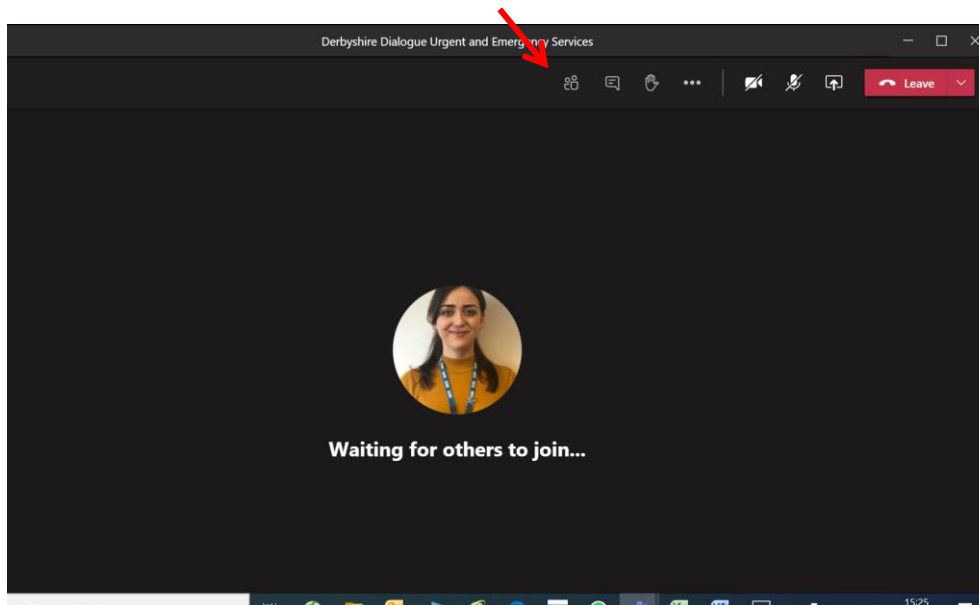 Derbyshire Dialogue Urgent and Emergency Services
Leave
Waiting for others to join...
15:25